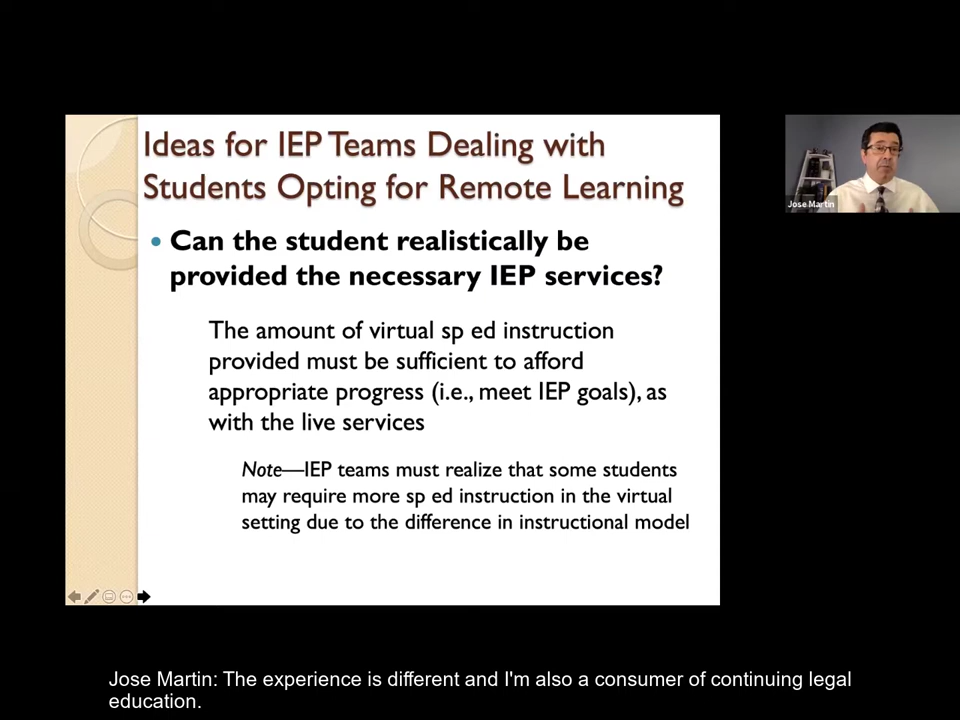 Ideas for IEP Teams Dealing with
Students Opting for Remote Learning
Can the student realistically be
provided the necessary IEP services?
The amount of virtual sp ed instruction
provided must be sufficient to afford
appropriate progress (i.e., meet IEP goals), as
with the live services
Note—IEP teams must realize that some students
may require more sp ed instruction in the virtual
setting due to the difference in instructional model
Jose Martin
Jose Martin: The experience is different and I'm also a consumer of continuing legal
education.